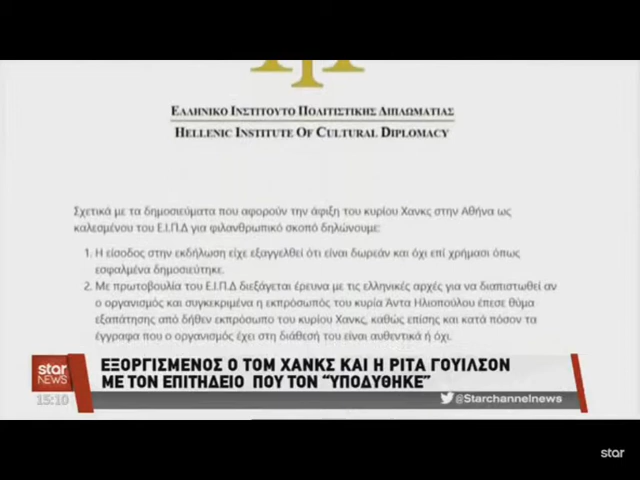 ΕΛΛΗΝΙΚΟ ΙΝΣΤΙΤΟΥΤΟ ΠΟΛΙΤΙΣΤΙΚΗΣ ΔΙΠΛΩΜΑΤΙΑΣ
HELLENIC INSTITUTE OF CULTURAL DIPLOMACY
Σχετικά με τα δημοσιεύματα που αφορούν την άφιξη του κυρίου Χανκς στην Αθήνα ως
καλεσμένου του Ε.Ι.Π.Δ για φιλανθρωπικό σκοπό δηλώνουμε:
1. Η είσοδος στην εκδήλωση είχε εξαγγελθεί ότι είναι δωρεάν και όχι επί χρήμασι όπως
εσφαλμένα δημοσιεύτηκε.
2. Με πρωτοβουλία του Ε.Ι.Π.Δ διεξάγεται έρευνα με τις ελληνικές αρχές για να διαπιστωθεί αν
ο οργανισμός και συγκεκριμένα η εκπρόσωπός του κυρία Άντα Ηλιοπούλου έπεσε θύμα
εξαπάτησης από δήθεν εκπρόσωπο του κυρίου Χανκς, καθώς επίσης και κατά πόσον τα
έγγραφα που ο οργανισμός έχει στη διάθεσή του είναι αυθεντικά ή όχι.
star
NEWS
15:10
ΕΞΟΡΓΙΣΜΕΝΟΣ Ο ΤΟΜ ΧΑΝΚΣ ΚΑΙ Η ΡΙΤΑ ΓΟΥΙΛΣΟΝ
ΜΕ ΤΟΝ ΕΠΙΤΗΔΕΙΟ ΠΟΥ ΤΟΝ "ΥΠΟΔΥΘΗΚΕ"
@Starchannelnews
star